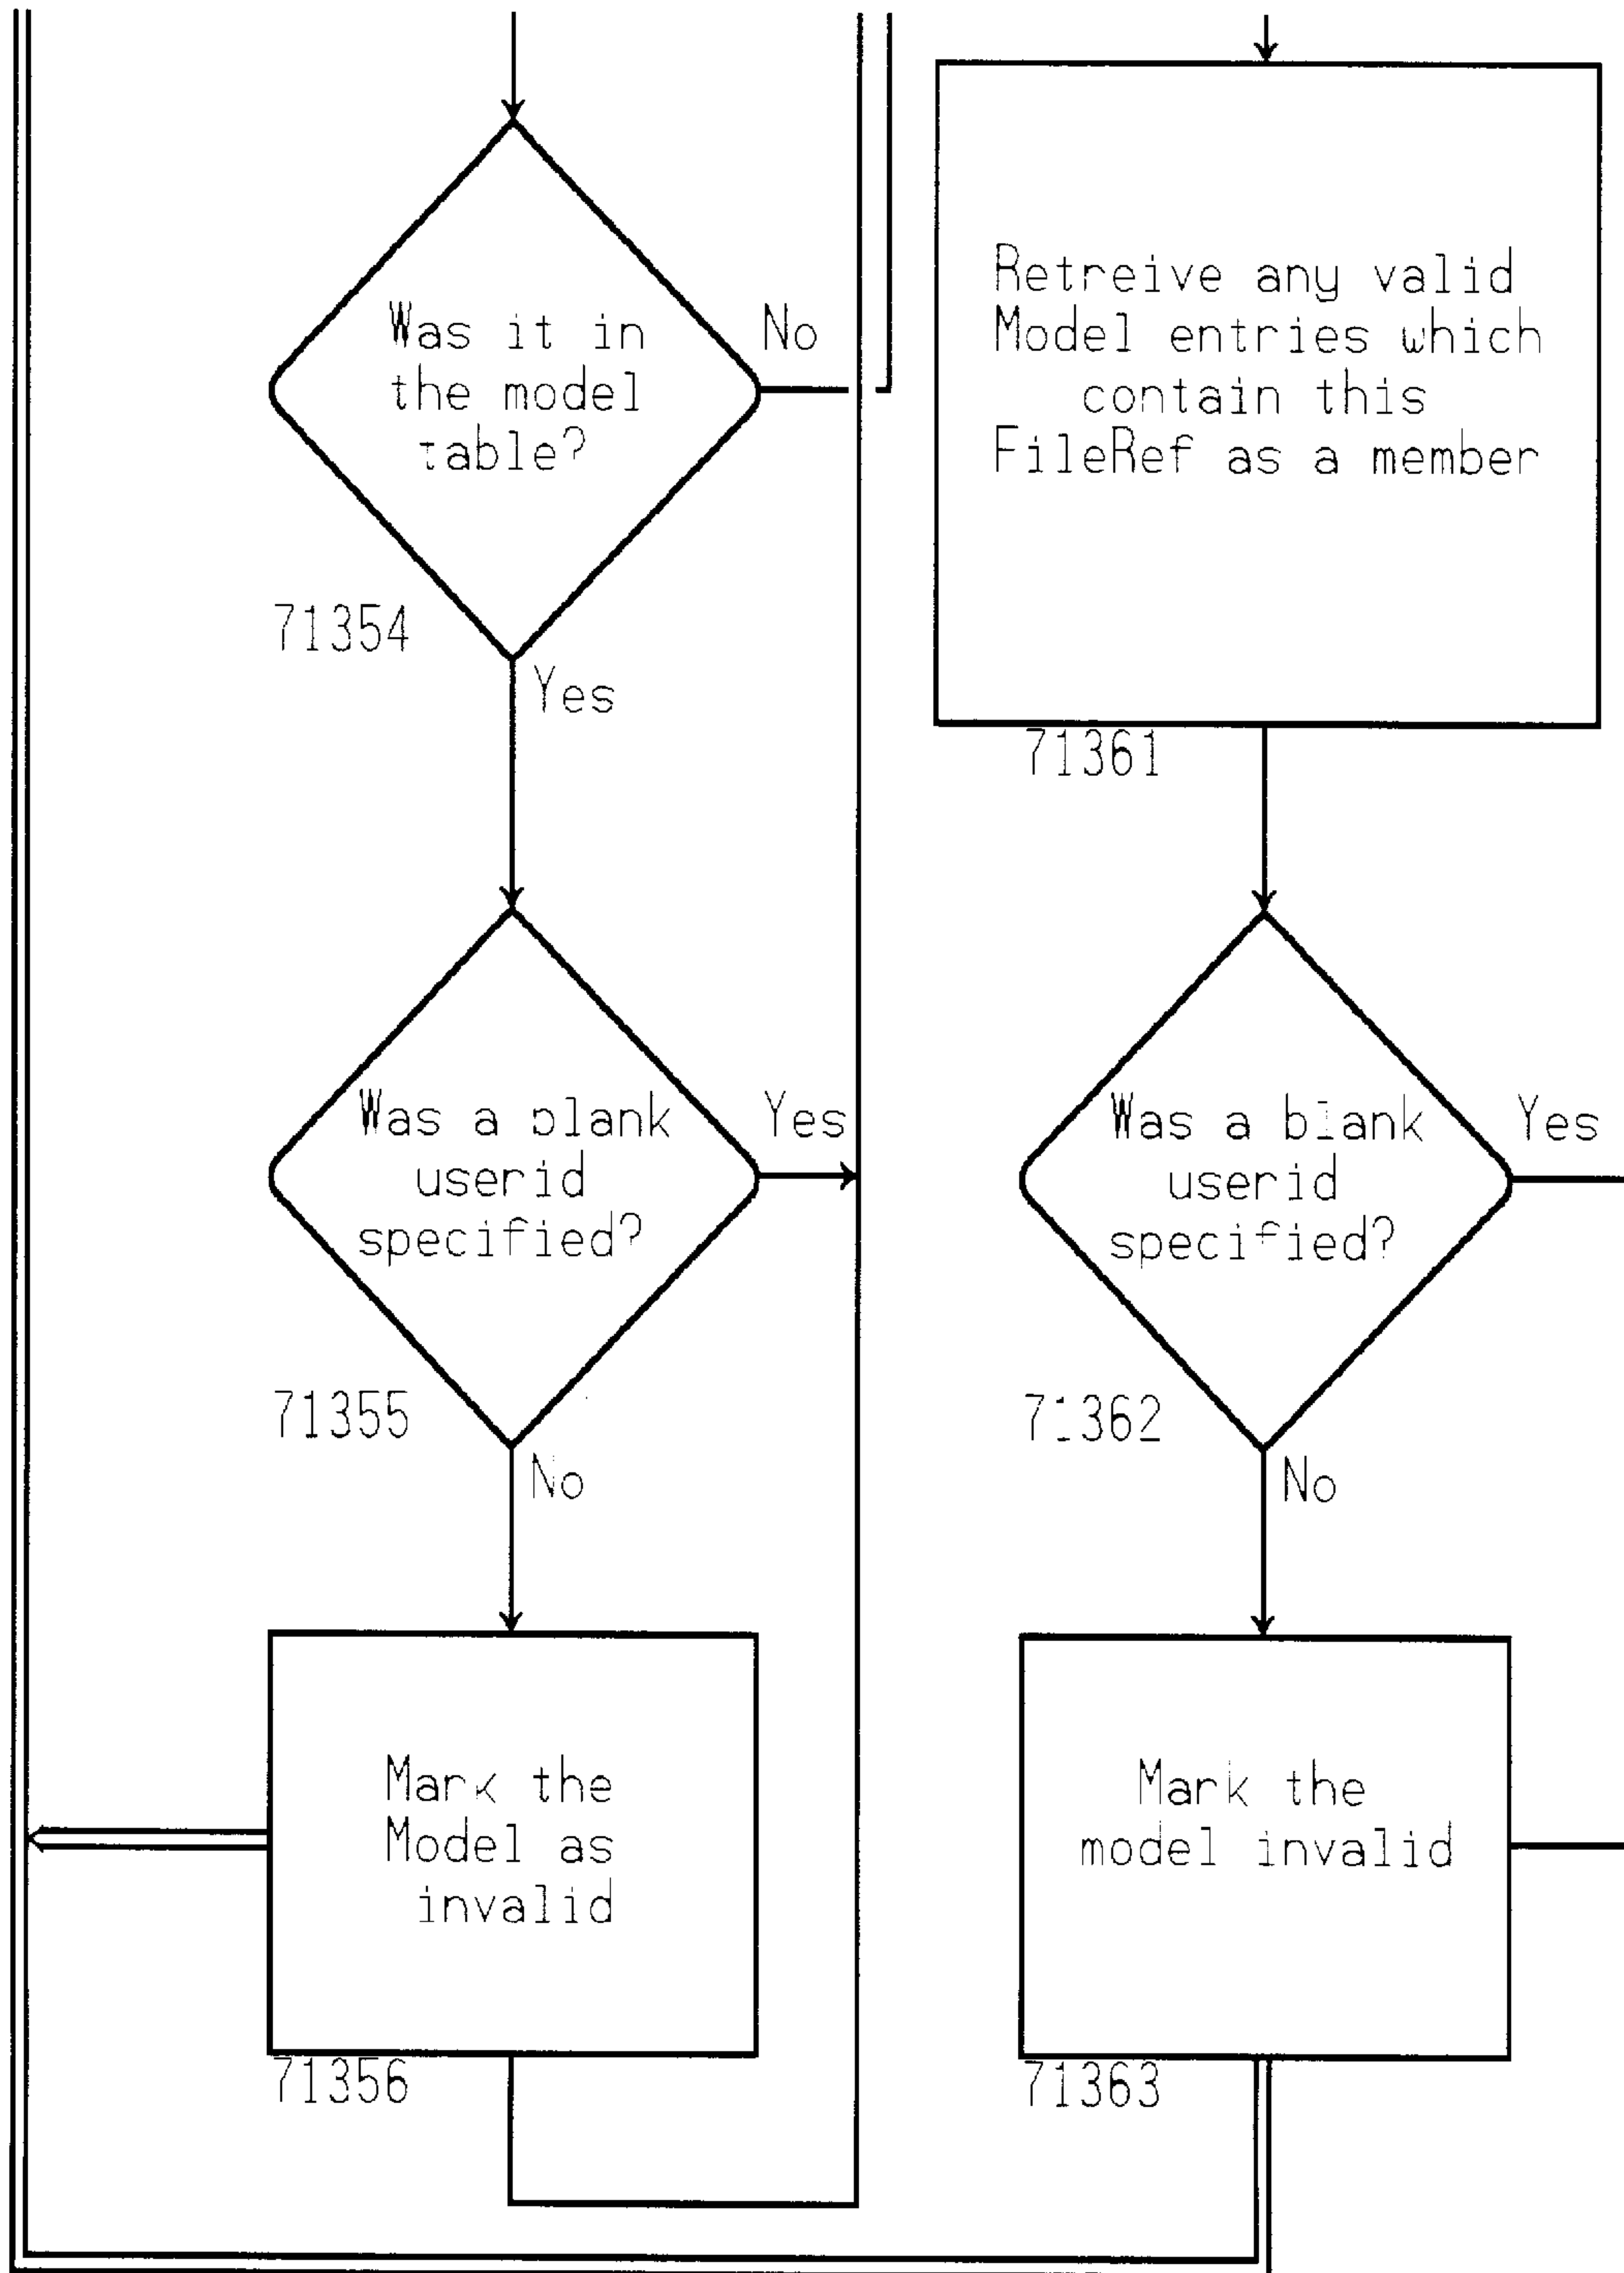 Was it in
the model
table?
No
71354
Yes
Was a blank
userid
specified?
Yes
71355
No
Mark the
Model as
invalid
71356
Retreive any valid
Model entries which
contain this
FileRef as a member
71361
Was a blank
userid
specified?
Yes
71362
No
Mark the
model invalid
71363